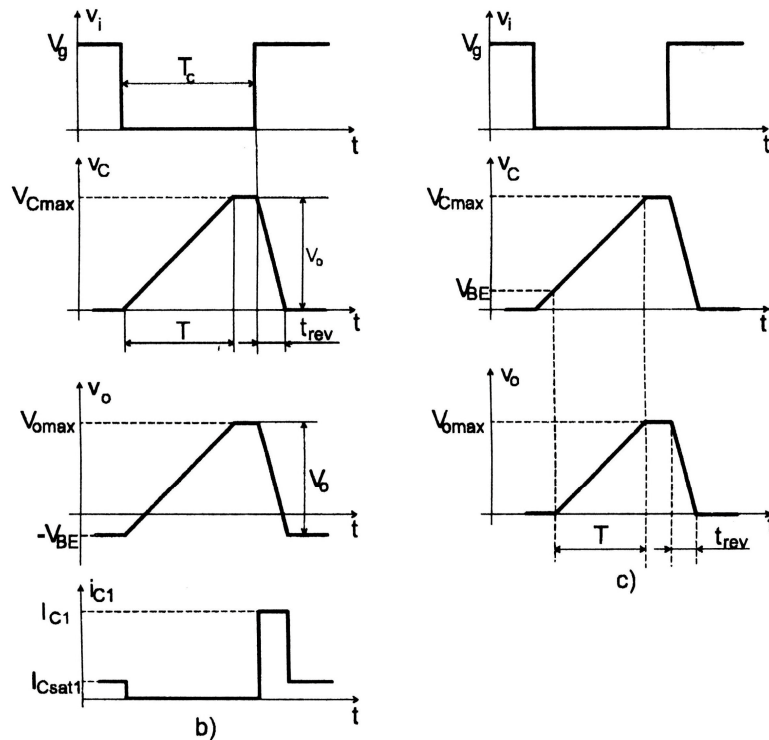 v_i
V_g
T_c
t
v_C
V_Cmax
V_o
t
T
t_rev
v_o
V_omax
V_o
-V_BE
t
i_C1
I_C1
I_Csat1
t
b)
v_i
V_g
t
v_C
V_Cmax
V_BE
t
v_o
V_omax
t
T
t_rev
c)